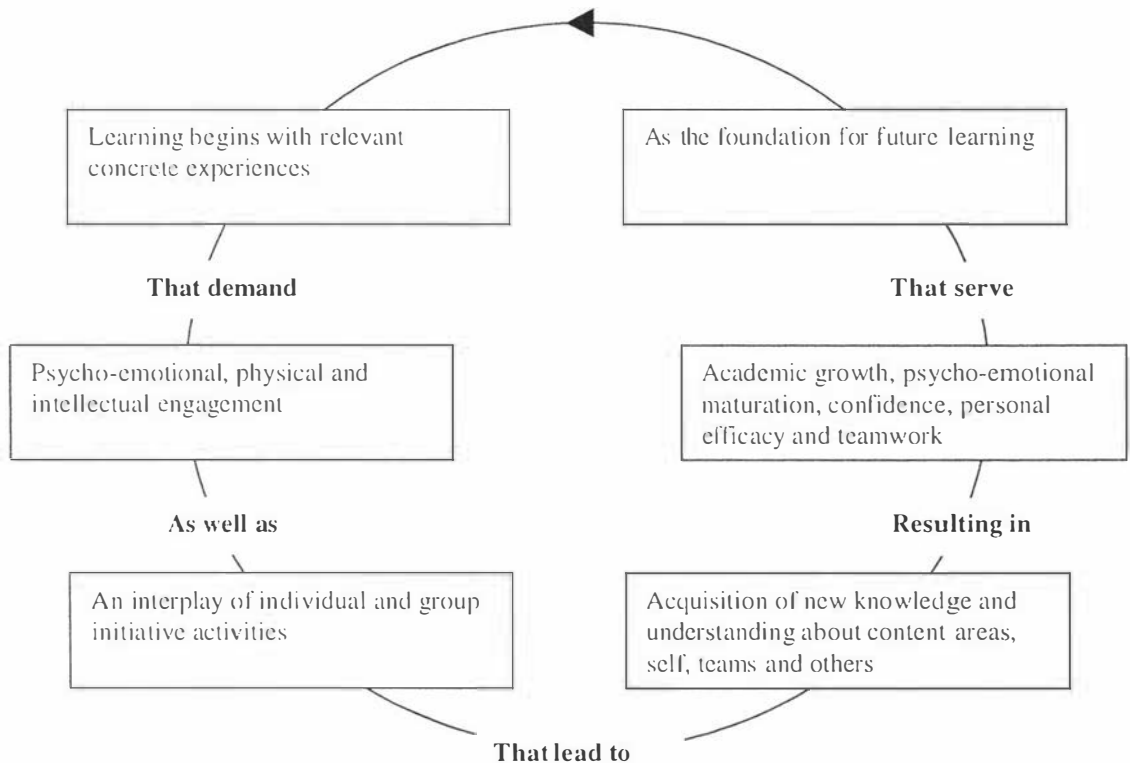 Learning begins with relevant
concrete experiences
That demand
Psycho-emotional, physical and
intellectual engagement
As well as
An interplay of individual and group
initiative activities
That lead to
Acquisition of new knowledge and
understanding about content areas,
self, teams and others
Resulting in
Academic growth, psycho-emotional
maturation, confidence, personal
efficacy and teamwork
That serve
As the foundation for future learning